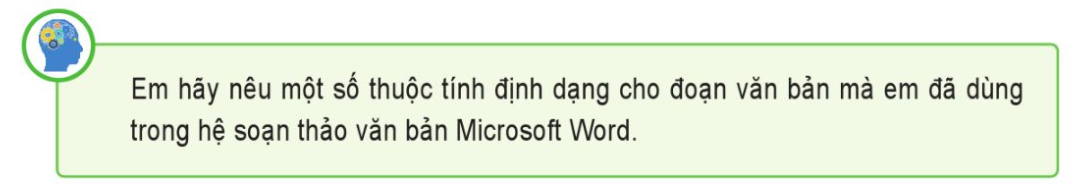 Em hãy nêu một số thuộc tính định dạng cho đoạn văn bản mà em đã dùng
trong hệ soạn thảo văn bản Microsoft Word.